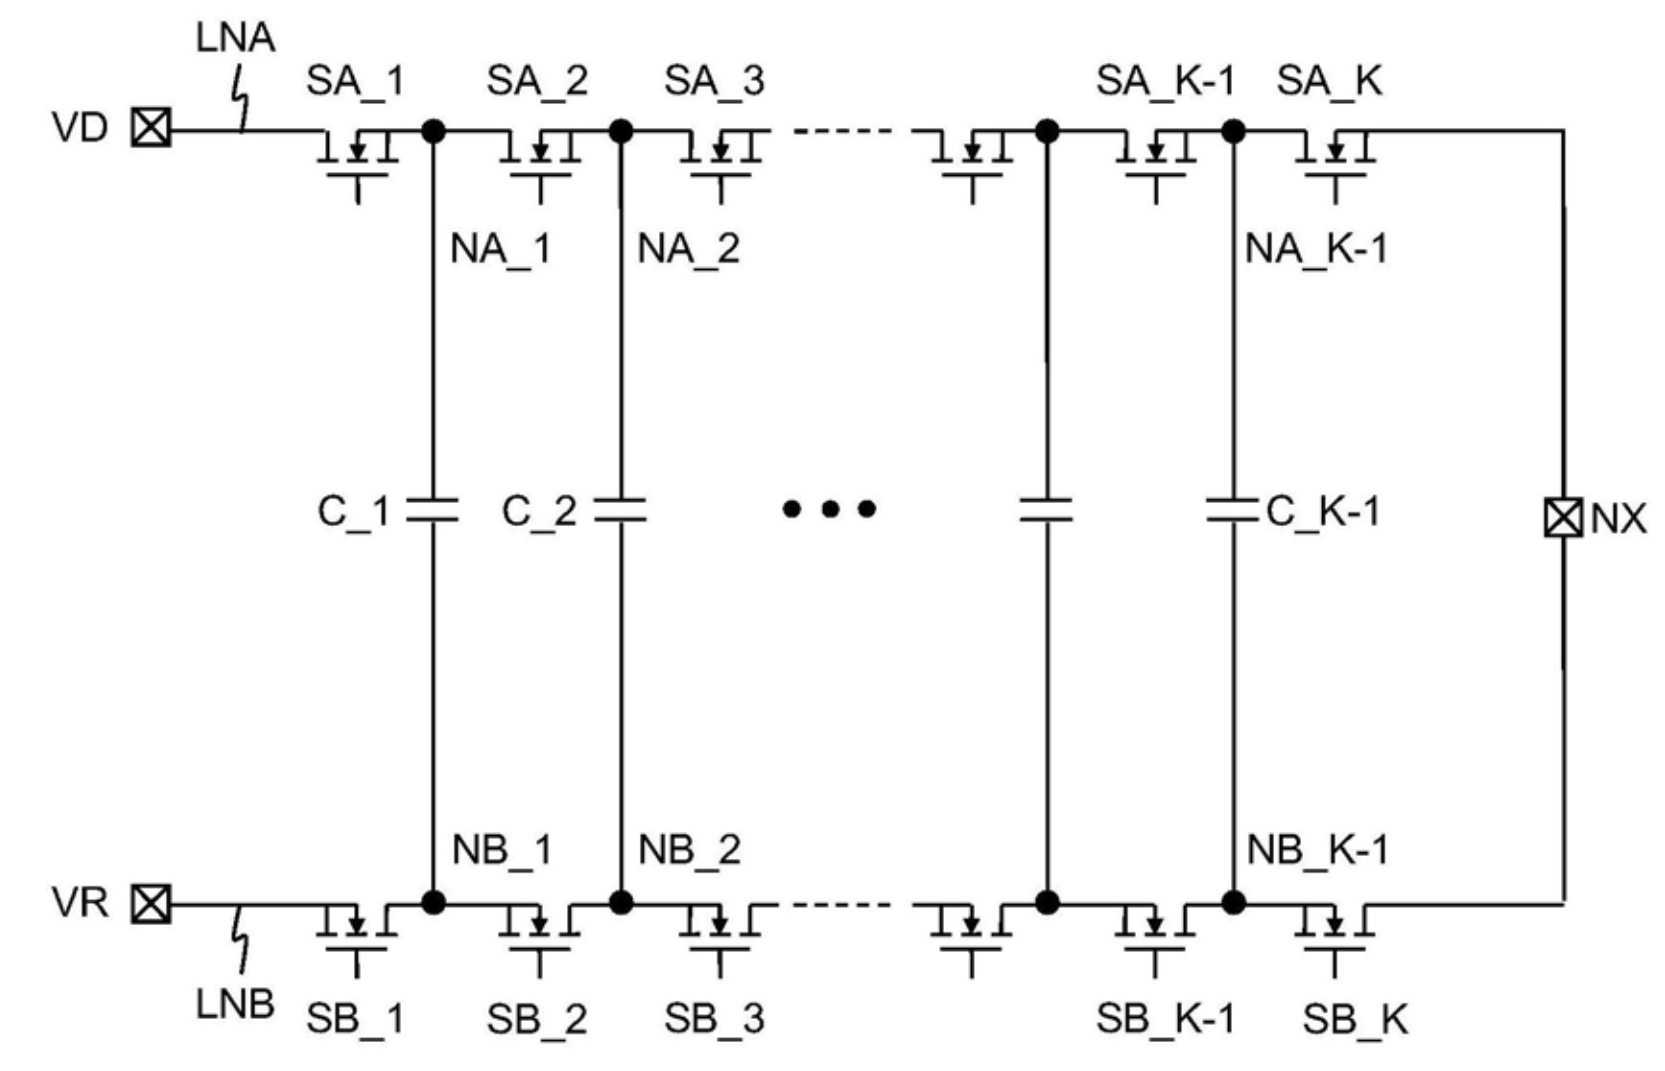 LNA
SA_1 SA_2 SA_3 SA_K-1 SA_K
VD
NA_1 NA_2 NA_K-1
C_1 C_2 C_K-1 NX
NB_1 NB_2 NB_K-1
VR
LNB SB_1 SB_2 SB_3 SB_K-1 SB_K